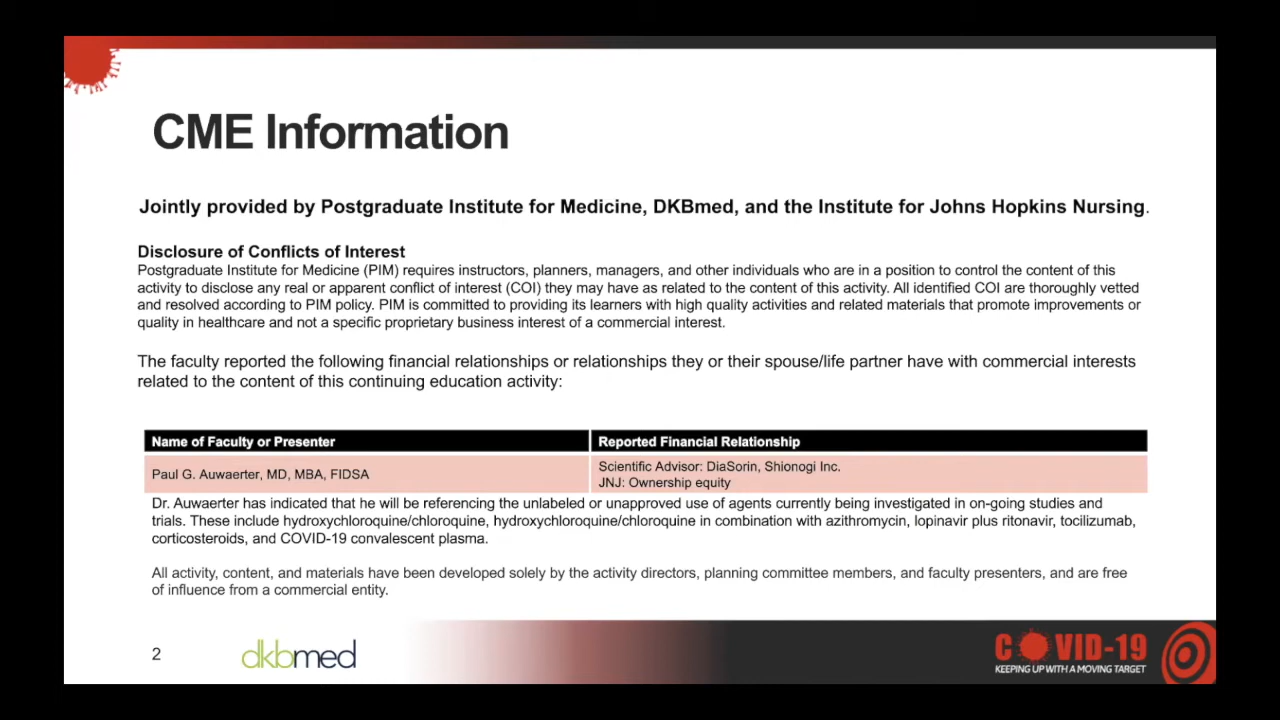 CME Information
Jointly provided by Postgraduate Institute for Medicine, DKBmed, and the Institute for Johns Hopkins Nursing.
Disclosure of Conflicts of Interest
Postgraduate Institute for Medicine (PIM) requires instructors, planners, managers, and other individuals who are in a position to control the content of this
activity to disclose any real or apparent conflict of interest (COI) they may have as related to the content of this activity. All identified COI are thoroughly vetted
and resolved according to PIM policy. PIM is committed to providing its learners with high quality activities and related materials that promote improvements or
quality in healthcare and not a specific proprietary business interest of a commercial interest.
The faculty reported the following financial relationships or relationships they or their spouse/life partner have with commercial interests
related to the content of this continuing education activity:
Name of Faculty or Presenter
Reported Financial Relationship
Paul G. Auwaerter, MD, MBA, FIDSA
Scientific Advisor: DiaSorin, Shionogi Inc.
JNJ: Ownership equity
Dr. Auwaerter has indicated that he will be referencing the unlabeled or unapproved use of agents currently being investigated in on-going studies and
trials. These include hydroxychloroquine/chloroquine, hydroxychloroquine/chloroquine in combination with azithromycin, lopinavir plus ritonavir, tocilizumab,
corticosteroids, and COVID-19 convalescent plasma.
All activity, content, and materials have been developed solely by the activity directors, planning committee members, and faculty presenters, and are free
of influence from a commercial entity.
2
dkbmed
COVID-19
KEEPING UP WITH A MOVING TARGET